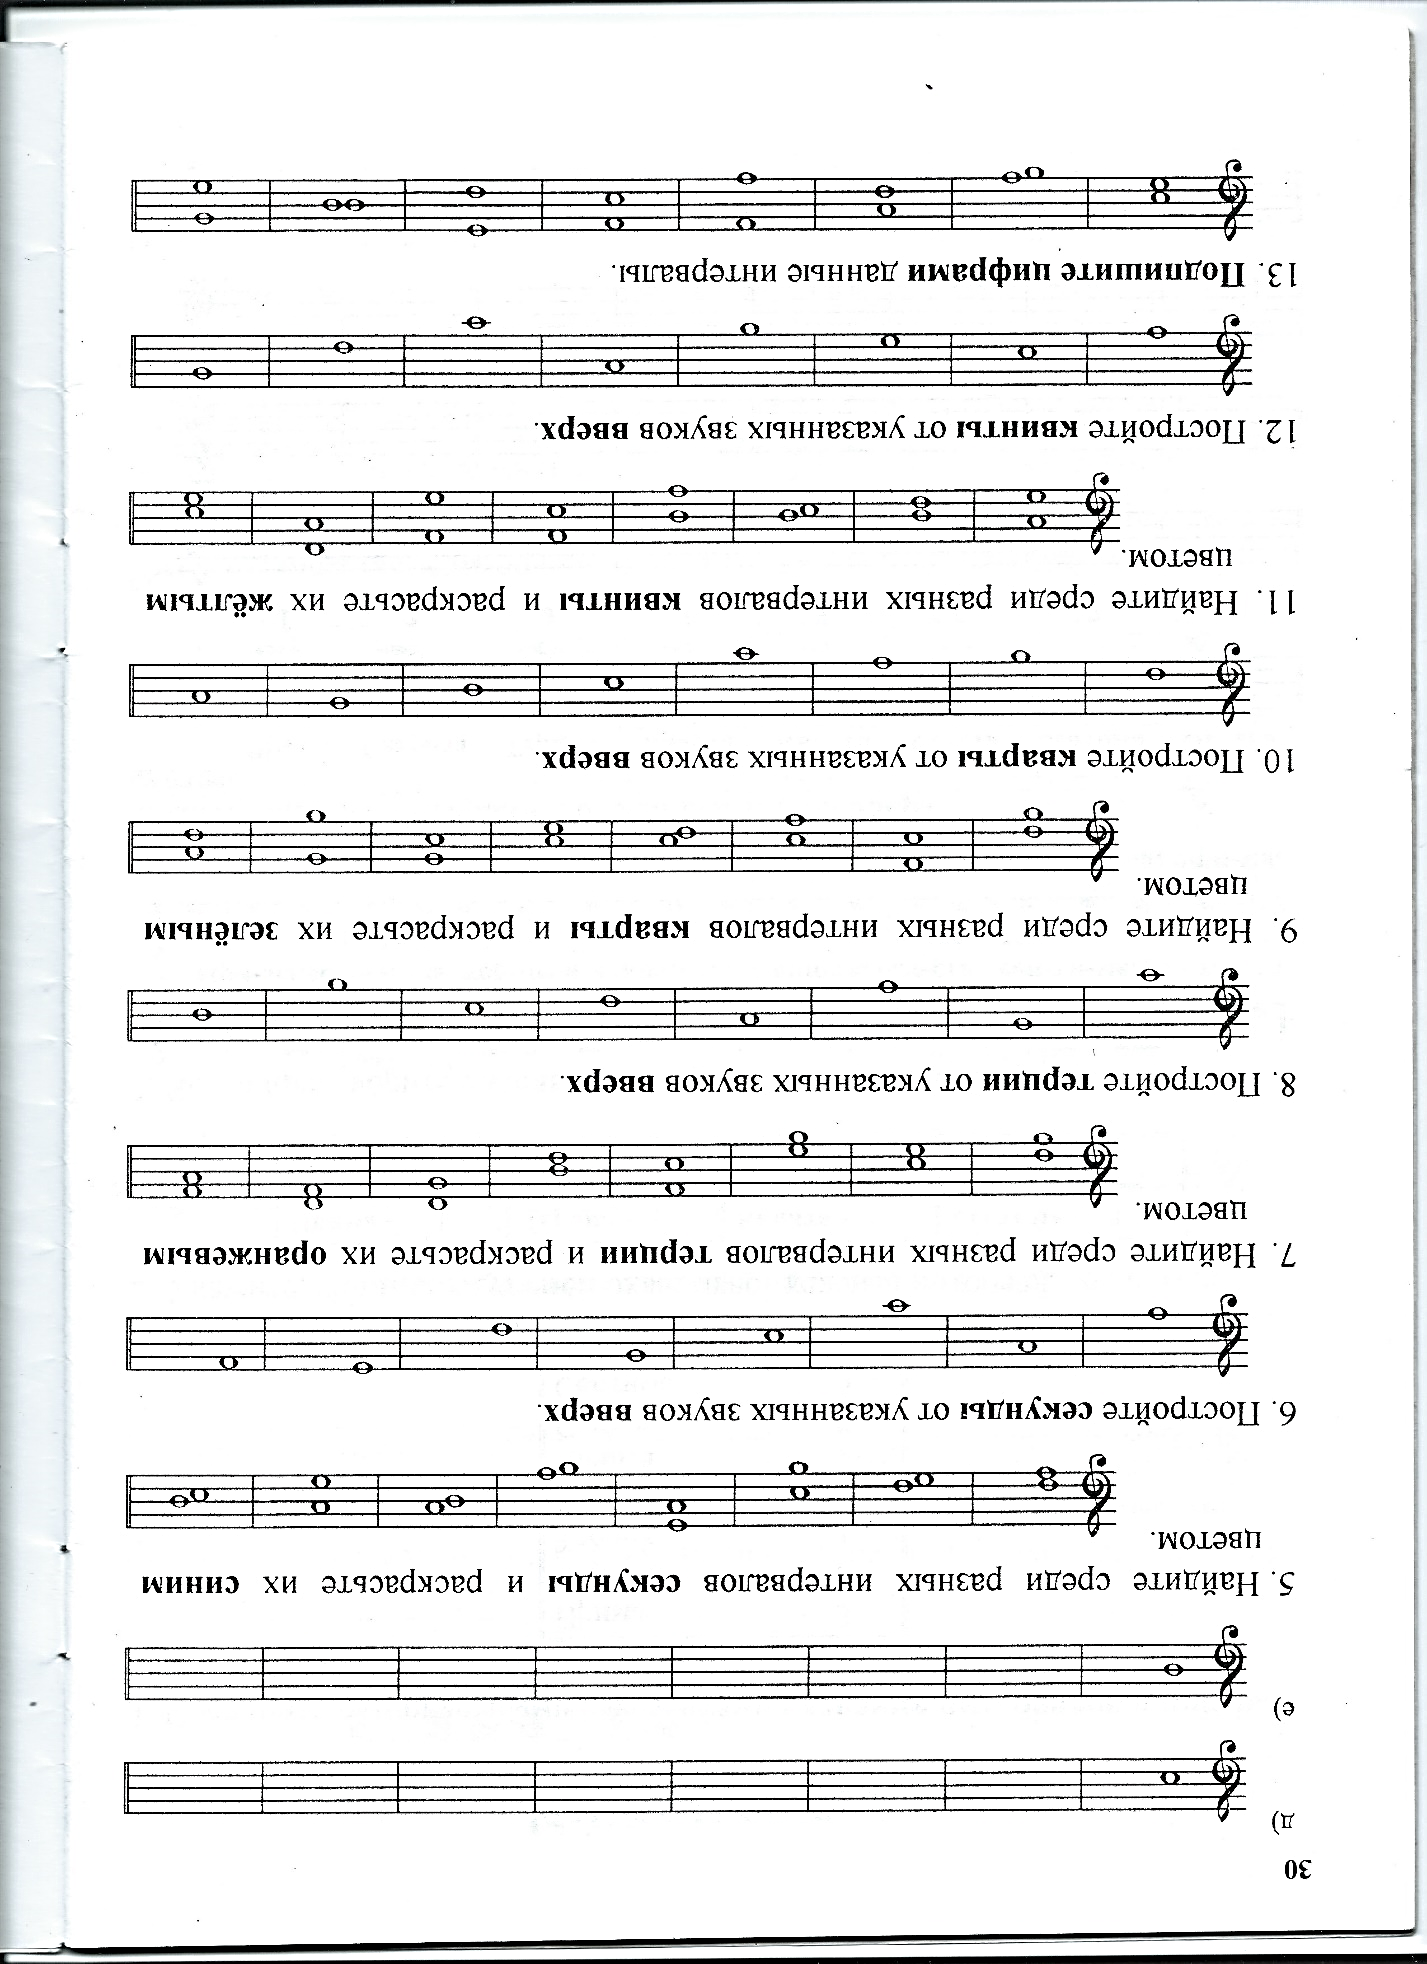 30
д)
е)
5. Найдите среди разных интервалов секунды и раскрасьте их синим
цветом.
6. Постройте секунды от указанных звуков вверх.
7. Найдите среди разных интервалов терции и раскрасьте их оранжевым
цветом.
8. Постройте терции от указанных звуков вверх.
9. Найдите среди разных интервалов кварты и раскрасьте их зелёным
цветом.
10. Постройте кварты от указанных звуков вверх.
11. Найдите среди разных интервалов квинты и раскрасьте их жёлтым
цветом.
12. Постройте квинты от указанных звуков вверх.
13. Подпишите цифрами данные интервалы.